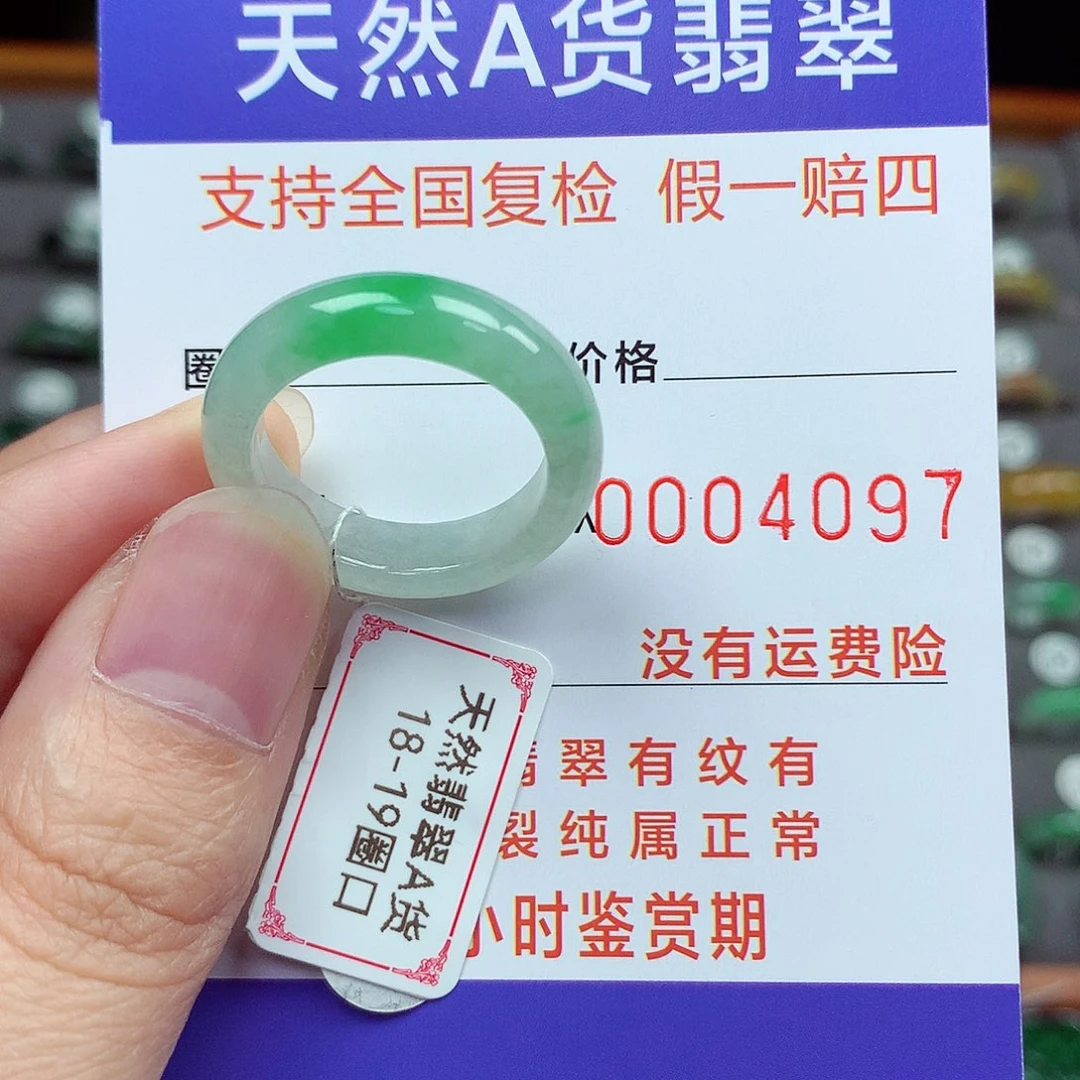 天然A货翡翠
支持全国复检 假一赔四
圈
价格
0004097
没有运费险
翡翠有纹有
裂纯属正常
小时鉴赏期
天然翡翠A货
18-19圈口